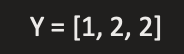 Y = [1, 2, 2]